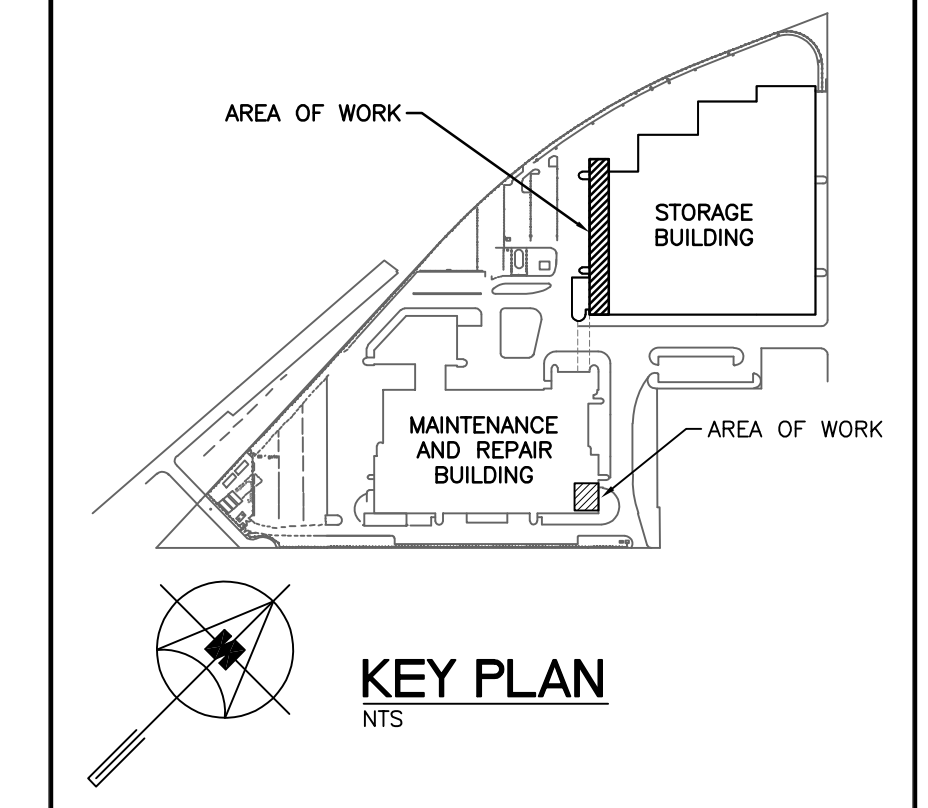 AREA OF WORK
STORAGE
BUILDING
MAINTENANCE
AND REPAIR
BUILDING
AREA OF WORK
N
KEY PLAN
NTS